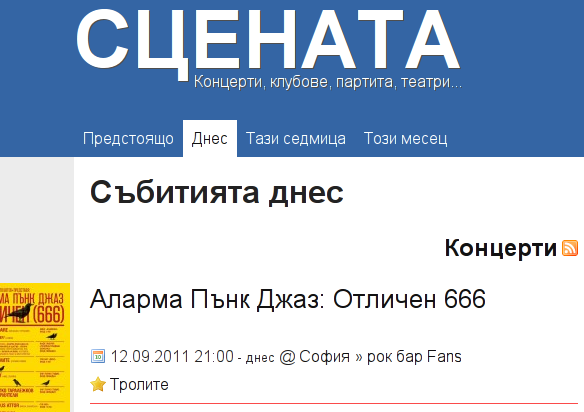 СЦЕНАТА
Концерти, клубове, партита, театри...
Предстоящо Днес Тази седмица Този месец
Събитията днес
Концерти
Аларма Пънк Джаз: Отличен 666
12.09.2011 21:00 - днес @ София » рок бар Fans
Тролите
МА ПЪНК ДЖАЗ
ИЧЕН (666)